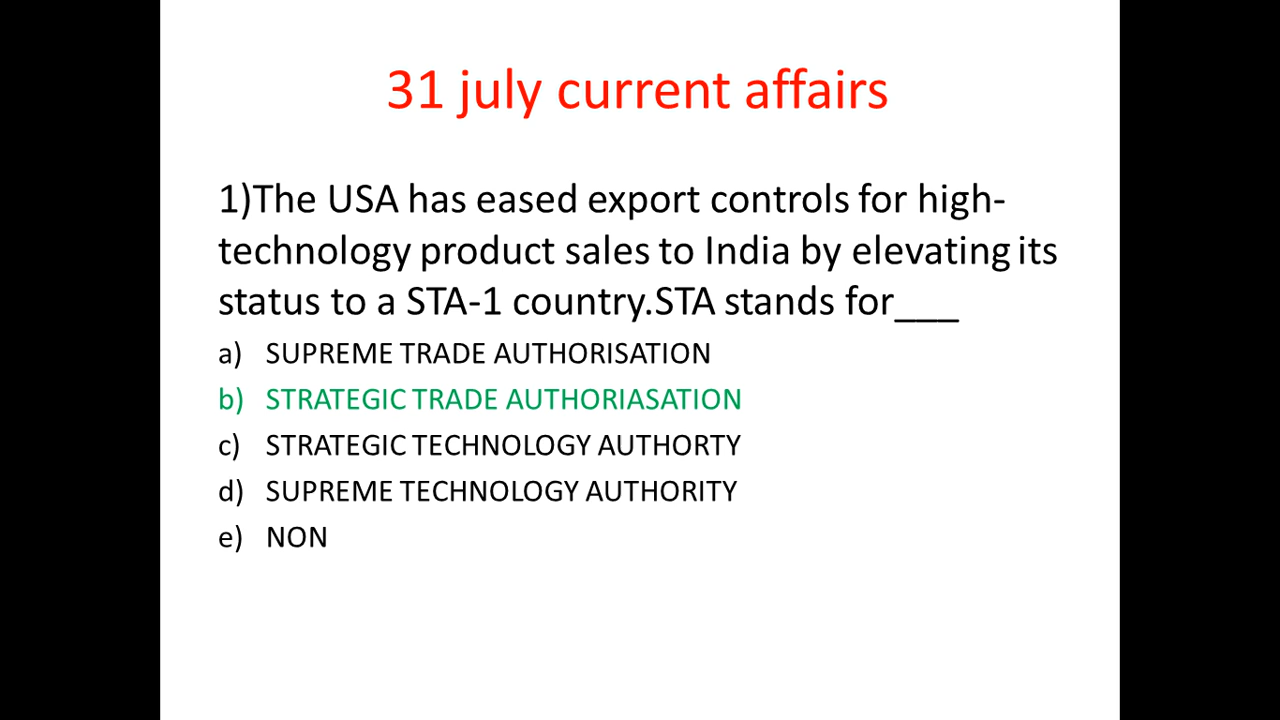 31 july current affairs
1)The USA has eased export controls for high-
technology product sales to India by elevating its
status to a STA-1 country.STA stands for___
a) SUPREME TRADE AUTHORISATION
b) STRATEGIC TRADE AUTHORIASATION
c) STRATEGIC TECHNOLOGY AUTHORTY
d) SUPREME TECHNOLOGY AUTHORITY
e) NON